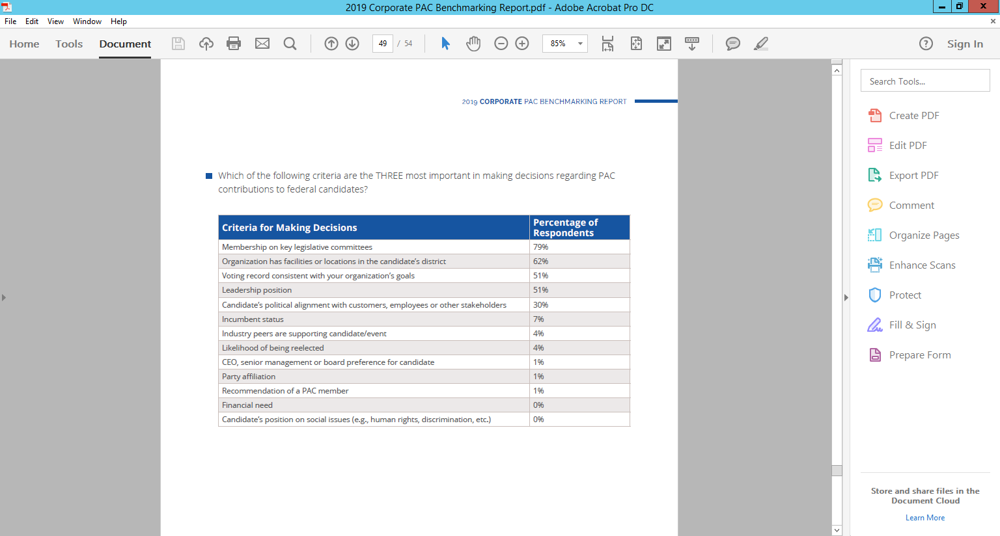 2019 Corporate PAC Benchmarking Report.pdf - Adobe Acrobat Pro DC
File Edit View Window Help
Home Tools Document 49 / 54 85% Sign In
2019 CORPORATE PAC BENCHMARKING REPORT
Which of the following criteria are the THREE most important in making decisions regarding PAC
contributions to federal candidates?
Criteria for Making Decisions Percentage of
Respondents
Membership on key legislative committees 79%
Organization has facilities or locations in the candidate's district 62%
Voting record consistent with your organization's goals 51%
Leadership position 51%
Candidate's political alignment with customers, employees or other stakeholders 30%
Incumbent status 7%
Industry peers are supporting candidate/event 4%
Likelihood of being reelected 4%
CEO, senior management or board preference for candidate 1%
Party affiliation 1%
Recommendation of a PAC member 1%
Financial need 0%
Candidate's position on social issues (e.g., human rights, discrimination, etc.) 0%
Search Tools...
Create PDF
Edit PDF
Export PDF
Comment
Organize Pages
Enhance Scans
Protect
Fill & Sign
Prepare Form
Store and share files in the
Document Cloud
Learn More